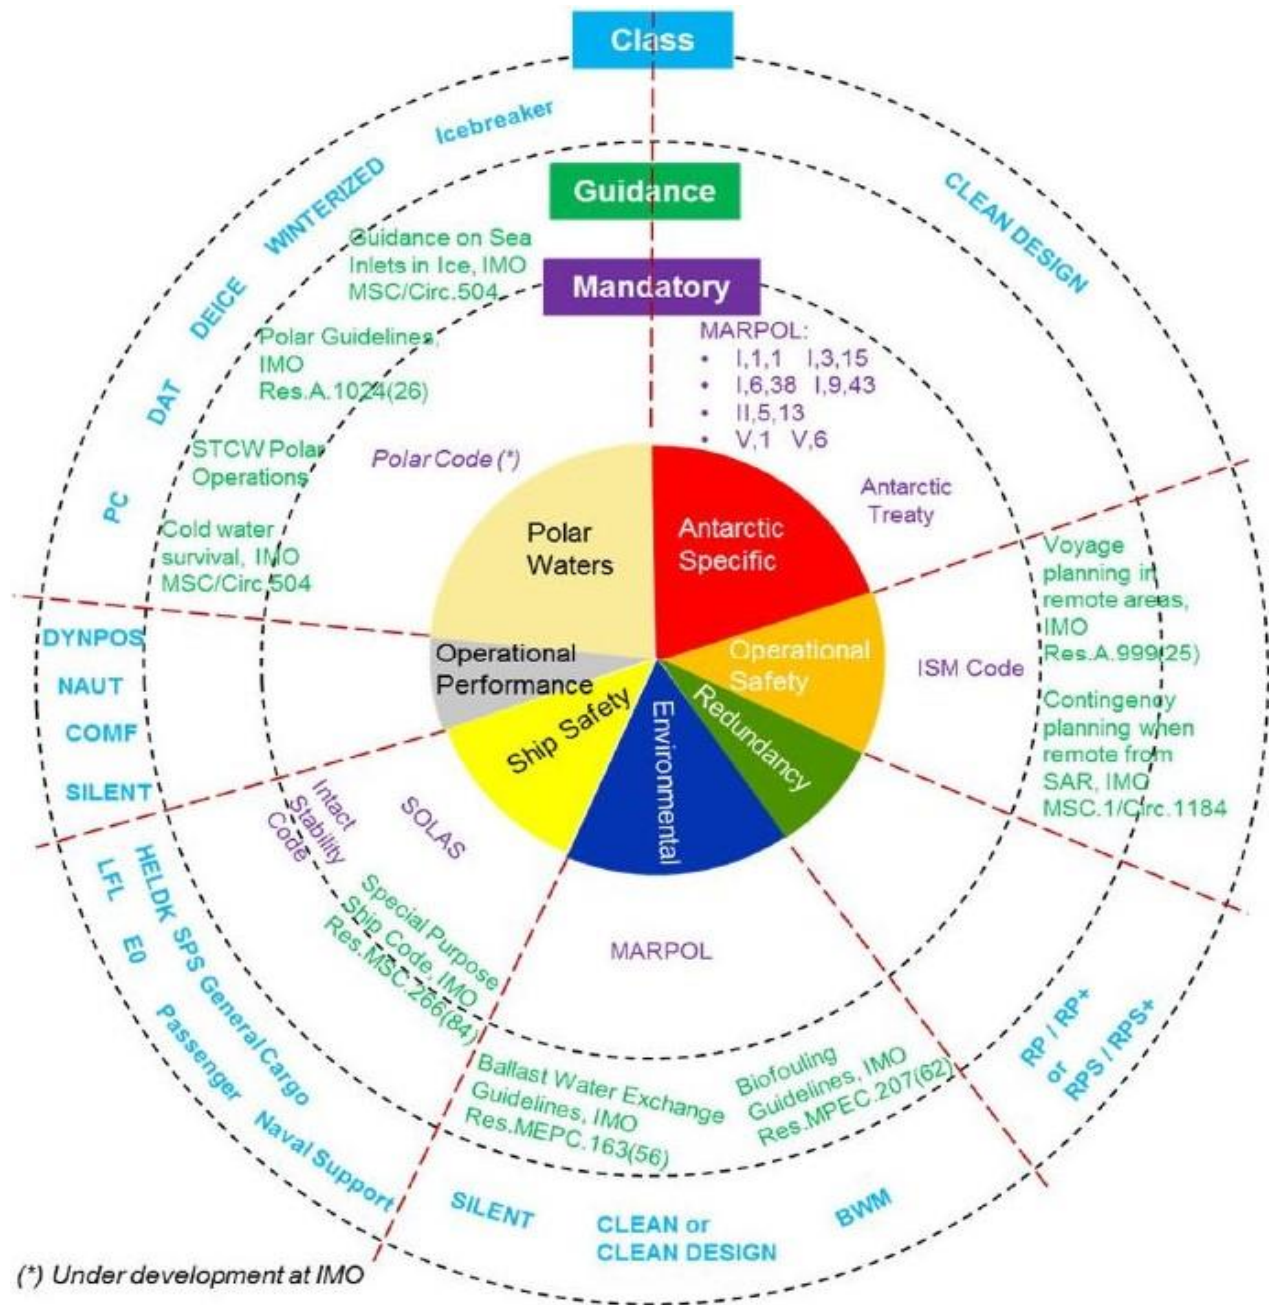 Class
Icebreaker
WINTERIZED
DEICE
DAT
PC
CLEAN DESIGN
Guidance
Guidance on Sea
Inlets in Ice, IMO
MSC/Circ.504
Mandatory
Polar Guidelines,
IMO
Res.A.1024(26)
MARPOL:
• I,1,1 I,3,15
• I,6,38 I,9,43
• II,5,13
• V,1 V,6
STCW Polar
Operations
Polar Code (*)
Antarctic
Treaty
Cold water
survival, IMO
MSC/Circ.504
Polar
Waters
Antarctic
Specific
Voyage
planning in
remote areas,
IMO
Res.A.999(25)
DYNPOS
NAUT
COMF
SILENT
Operational
Performance
Operational
Safety
ISM Code
Contingency
planning when
remote from
SAR, IMO
MSC.1/Circ.1184
Ship Safety
Environmental
Redundancy
Intact
Stability
Code
SOLAS
Special Purpose
Ship Code, IMO
Res.MSC.266(84)
HELDK SPS General Cargo
LFL E0 Passenger Naval Support
MARPOL
Ballast Water Exchange
Guidelines, IMO
Res.MEPC.163(56)
Biofouling
Guidelines, IMO
Res.MPEC.207(62)
RP / RP+
or
RPS / RPS+
SILENT
CLEAN or
CLEAN DESIGN
BWM
(*) Under development at IMO